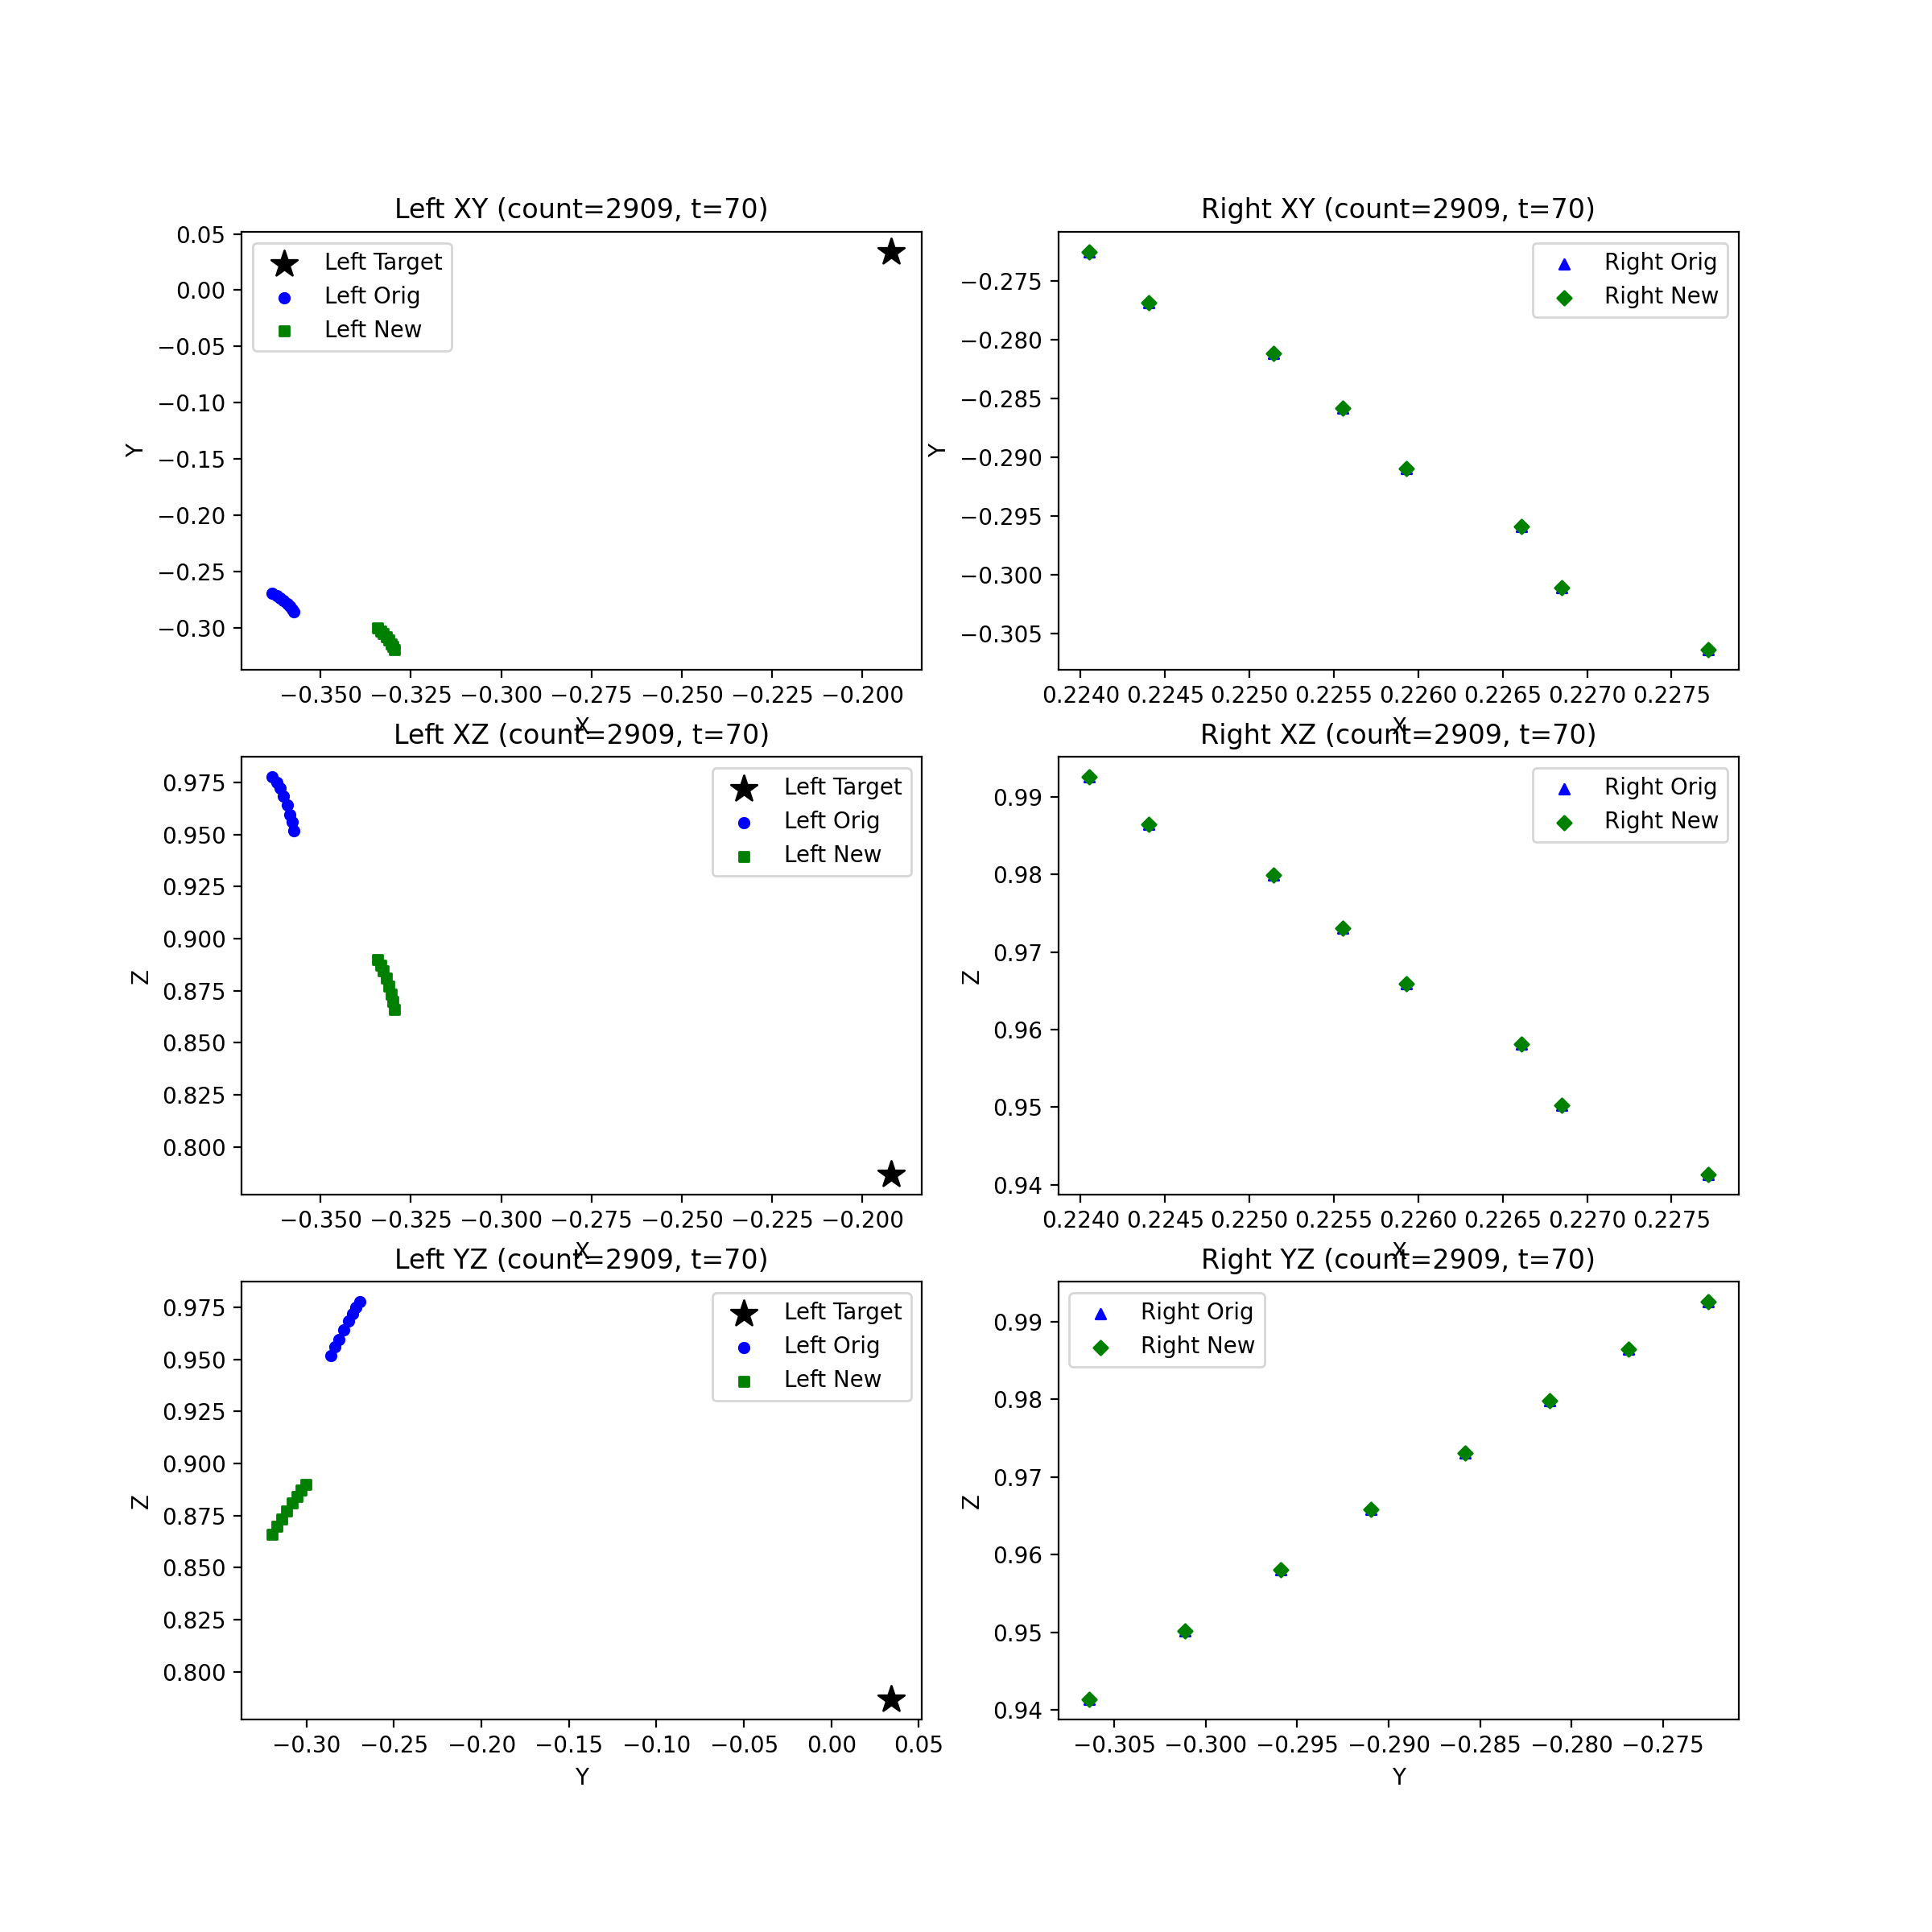 Left XY (count=2909, t=70)
Left Target
Left Orig
Left New
0.05
0.00
−0.05
−0.10
−0.15
−0.20
−0.25
−0.30
Y
−0.350 −0.325 −0.300 −0.275 −0.250 −0.225 −0.200
X
Right XY (count=2909, t=70)
Right Orig
Right New
−0.275
−0.280
−0.285
−0.290
−0.295
−0.300
−0.305
Y
0.2240 0.2245 0.2250 0.2255 0.2260 0.2265 0.2270 0.2275
X
Left XZ (count=2909, t=70)
Left Target
Left Orig
Left New
0.975
0.950
0.925
0.900
0.875
0.850
0.825
0.800
Z
−0.350 −0.325 −0.300 −0.275 −0.250 −0.225 −0.200
X
Right XZ (count=2909, t=70)
Right Orig
Right New
0.99
0.98
0.97
0.96
0.95
0.94
Z
0.2240 0.2245 0.2250 0.2255 0.2260 0.2265 0.2270 0.2275
X
Left YZ (count=2909, t=70)
Left Target
Left Orig
Left New
0.975
0.950
0.925
0.900
0.875
0.850
0.825
0.800
Z
−0.30 −0.25 −0.20 −0.15 −0.10 −0.05 0.00 0.05
Y
Right YZ (count=2909, t=70)
Right Orig
Right New
0.99
0.98
0.97
0.96
0.95
0.94
Z
−0.305 −0.300 −0.295 −0.290 −0.285 −0.280 −0.275
Y